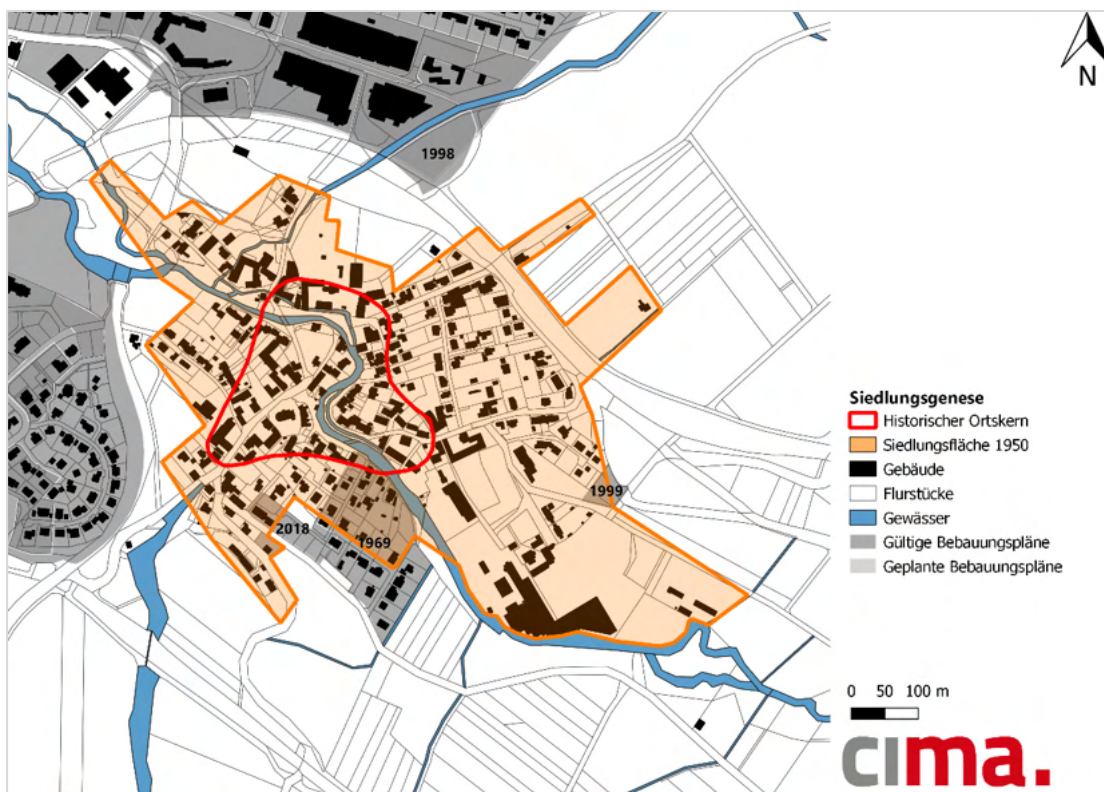 N
1998
1999
2018
1969
Siedlungsgenese
Historischer Ortskern
Siedlungsfläche 1950
Gebäude
Flurstücke
Gewässer
Gültige Bebauungspläne
Geplante Bebauungspläne
0 50 100 m
cima.